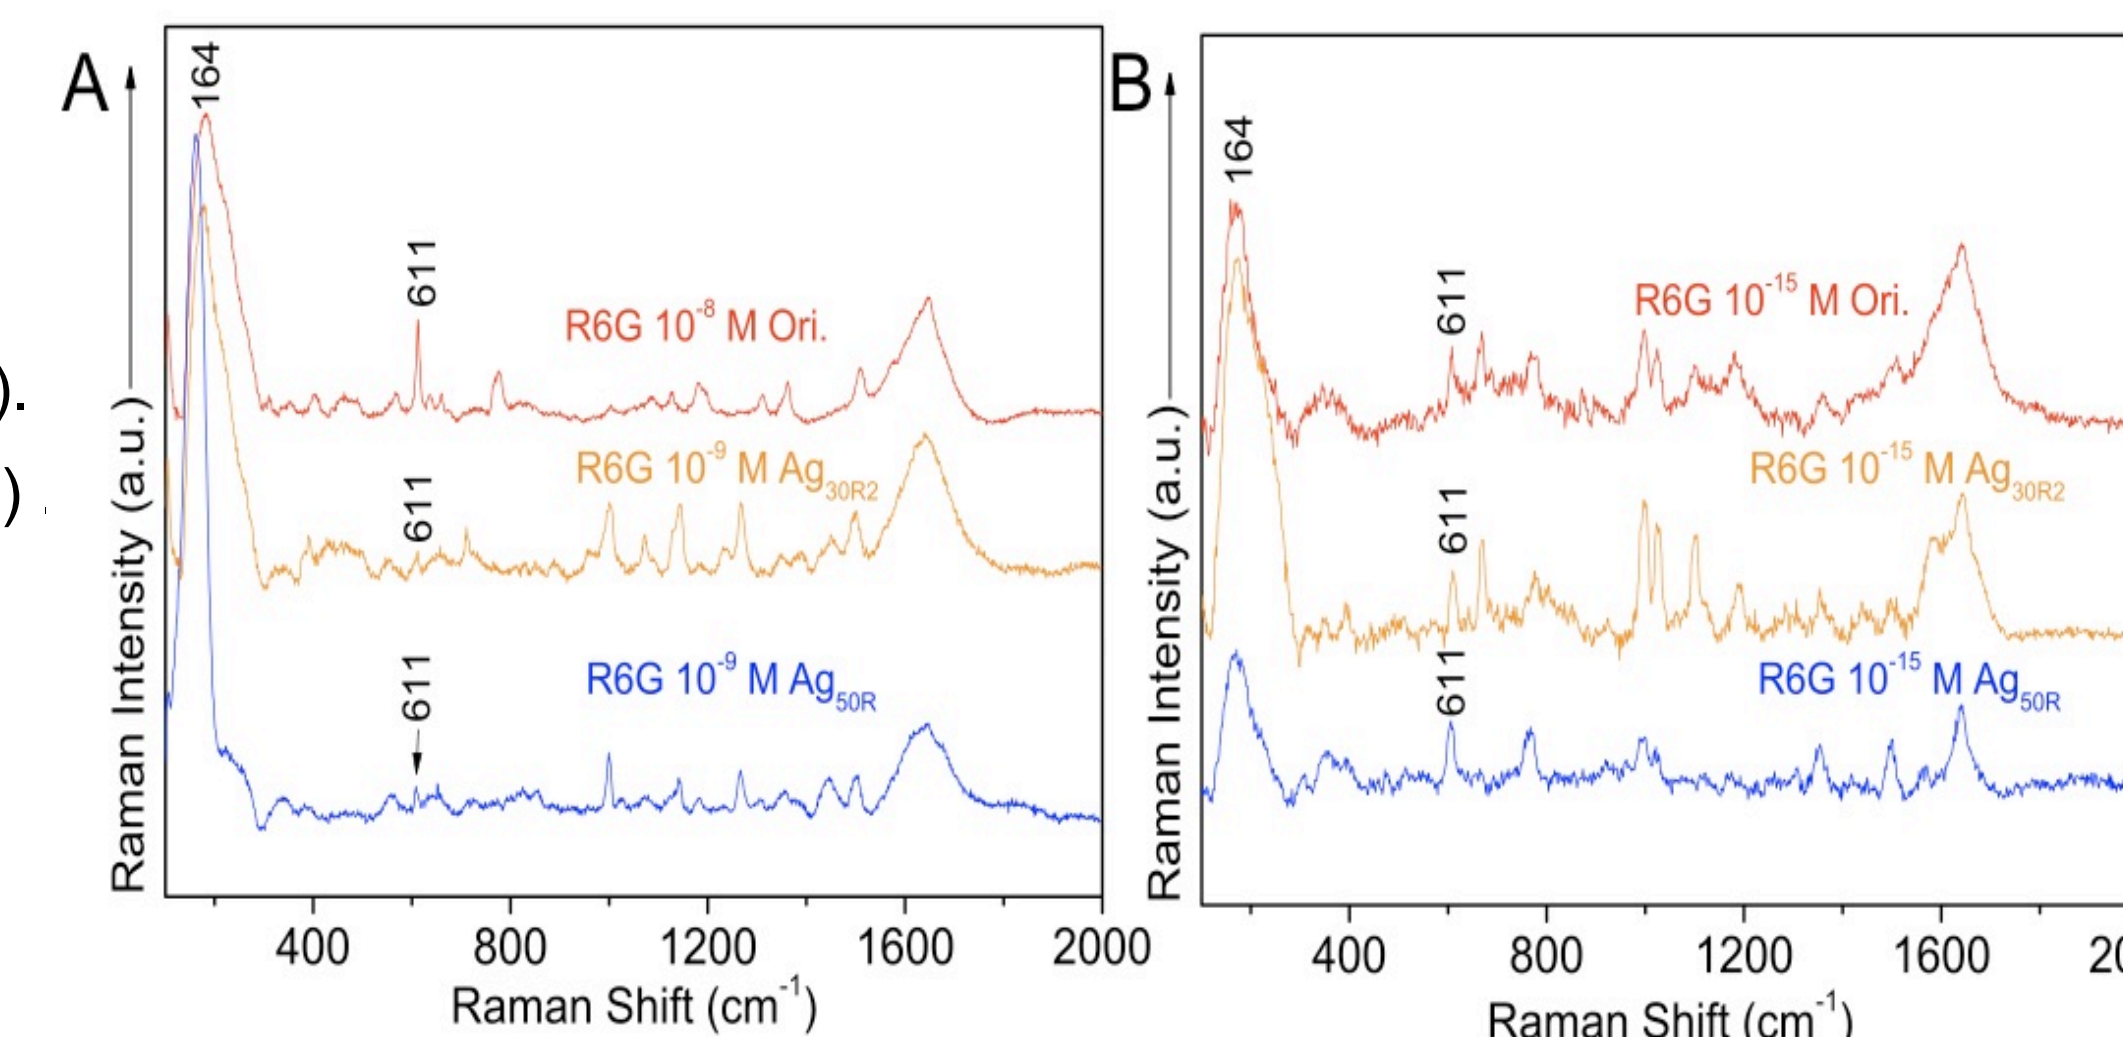 A
164
611
R6G 10⁻⁸ M Ori.
R6G 10⁻⁹ M Ag₃₀R₂
611
R6G 10⁻⁹ M Ag₅₀R
611
Raman Intensity (a.u.)
400 800 1200 1600 2000
Raman Shift (cm⁻¹)
B
164
611
R6G 10⁻¹⁵ M Ori.
R6G 10⁻¹⁵ M Ag₃₀R₂
611
R6G 10⁻¹⁵ M Ag₅₀R
611
Raman Intensity (a.u.)
400 800 1200 1600 20
Raman Shift (cm⁻¹)
).
) .